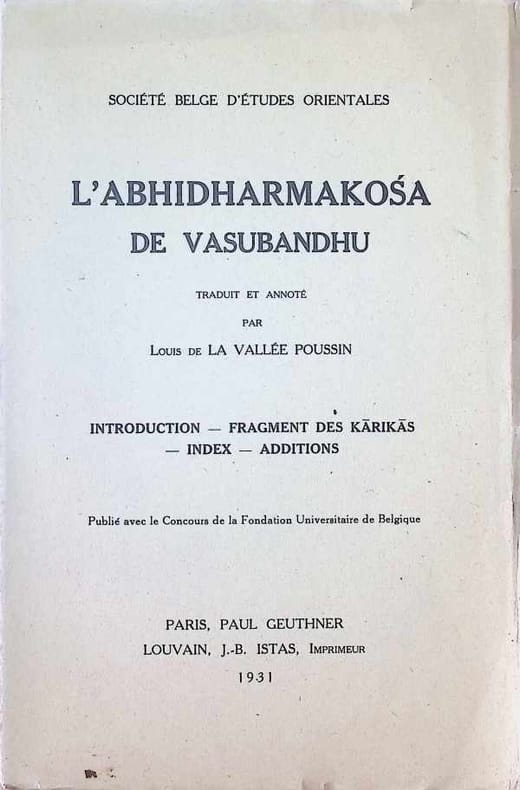 SOCIÉTÉ BELGE D'ÉTUDES ORIENTALES
L'ABHIDHARMAKOŚA
DE VASUBANDHU
TRADUIT ET ANNOTÉ
PAR
Louis de LA VALLÉE POUSSIN
INTRODUCTION — FRAGMENT DES KĀRIKĀS
— INDEX — ADDITIONS
Publié avec le Concours de la Fondation Universitaire de Belgique
PARIS, PAUL GEUTHNER
LOUVAIN, J.-B. ISTAS, Imprimeur
1931